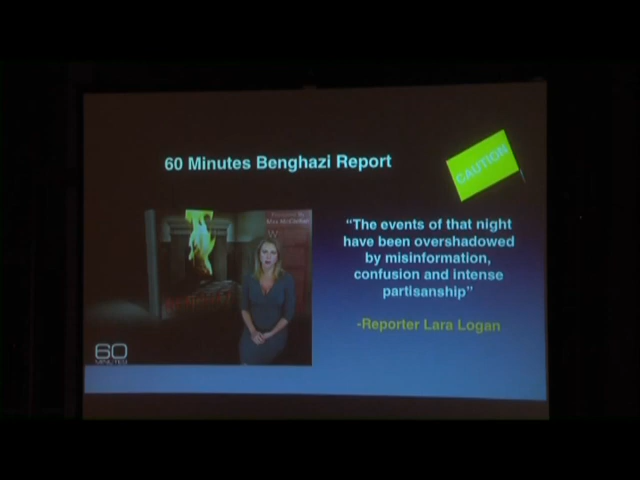 60 Minutes Benghazi Report
CAUTION
"The events of that night
have been overshadowed
by misinformation,
confusion and intense
partisanship"
-Reporter Lara Logan
60
MINUTES